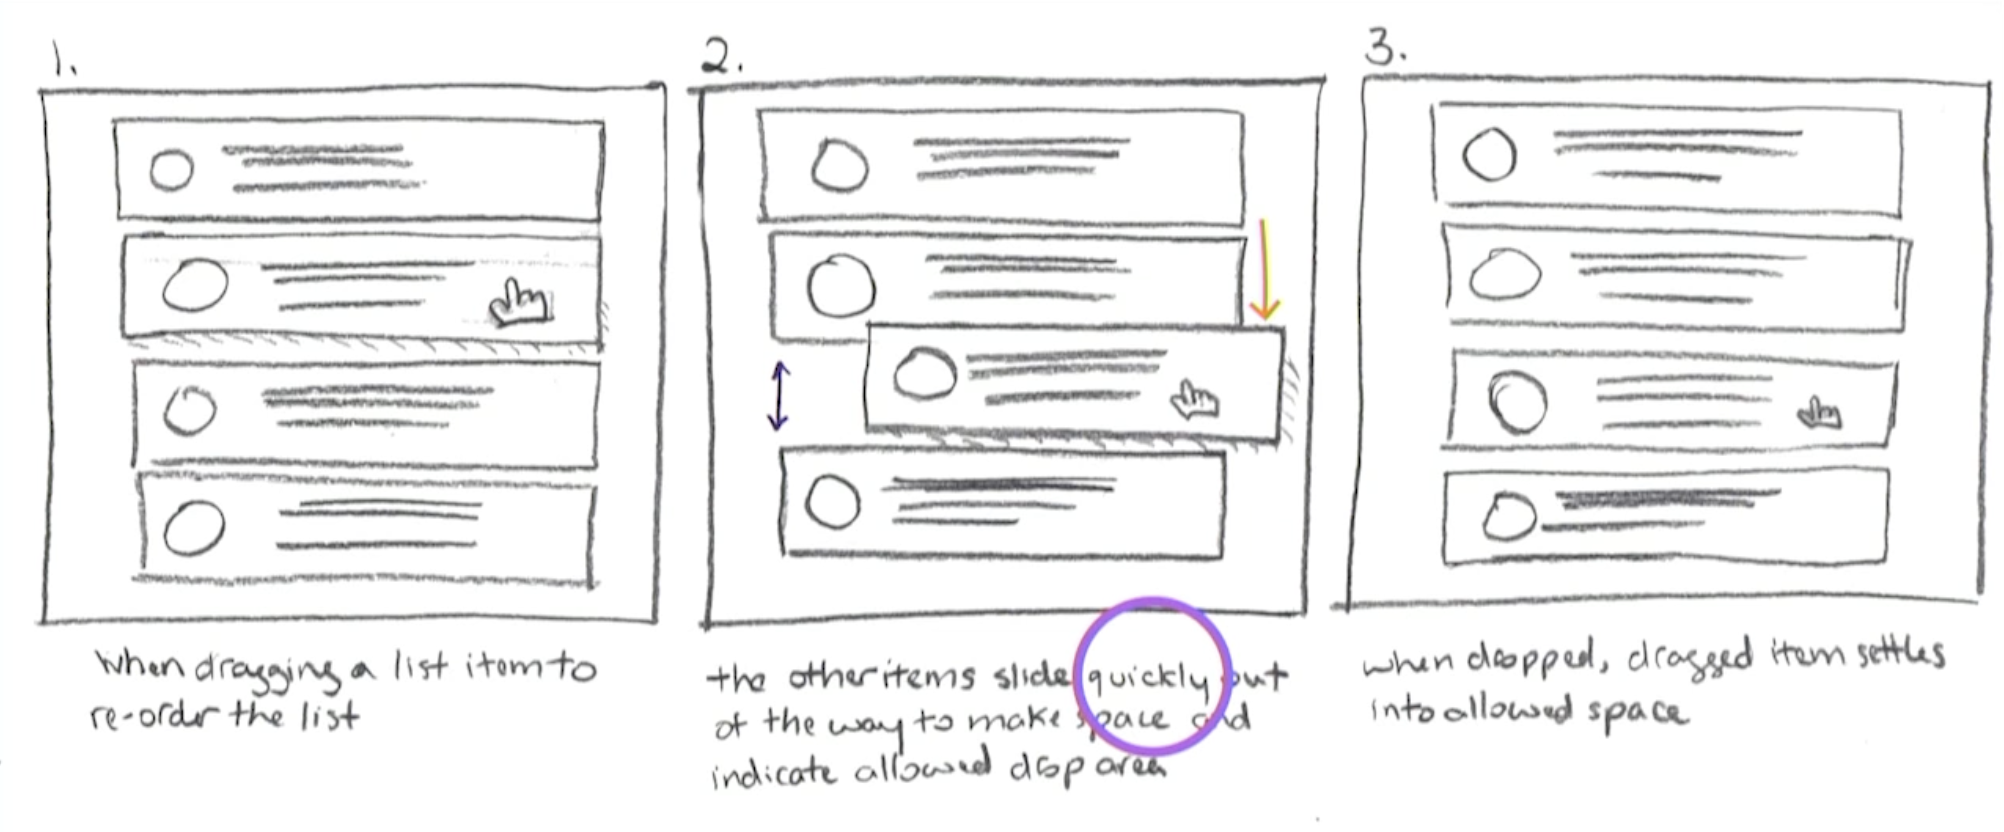 1.
2.
3.
when dragging a list item to
re-order the list
the other items slide quickly out
of the way to make space and
indicate allowed drop area
when dropped, dragged item settles
into allowed space